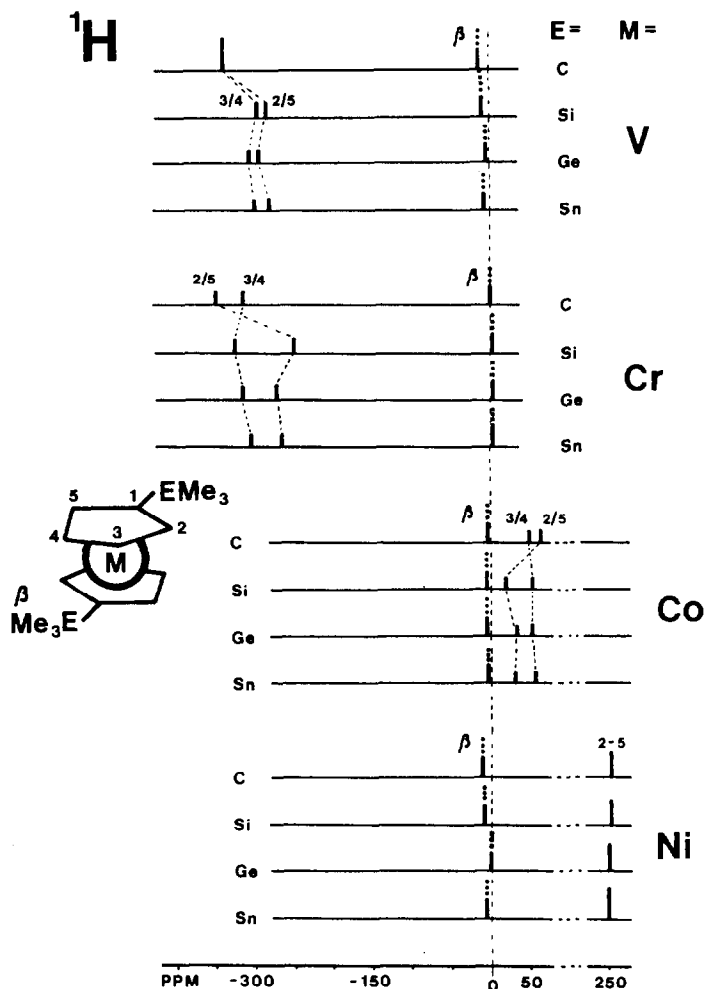 ¹H
E= M=
β
C
3/4 2/5
Si
V
Ge
Sn
2/5 3/4
β
C
Si
Cr
Ge
Sn
5 1 EMe₃
4 3 2
M
β
Me₃E
β 3/4 2/5
C
Si
Co
Ge
Sn
β 2-5
C
Si
Ni
Ge
Sn
PPM -300 -150 0 50 250